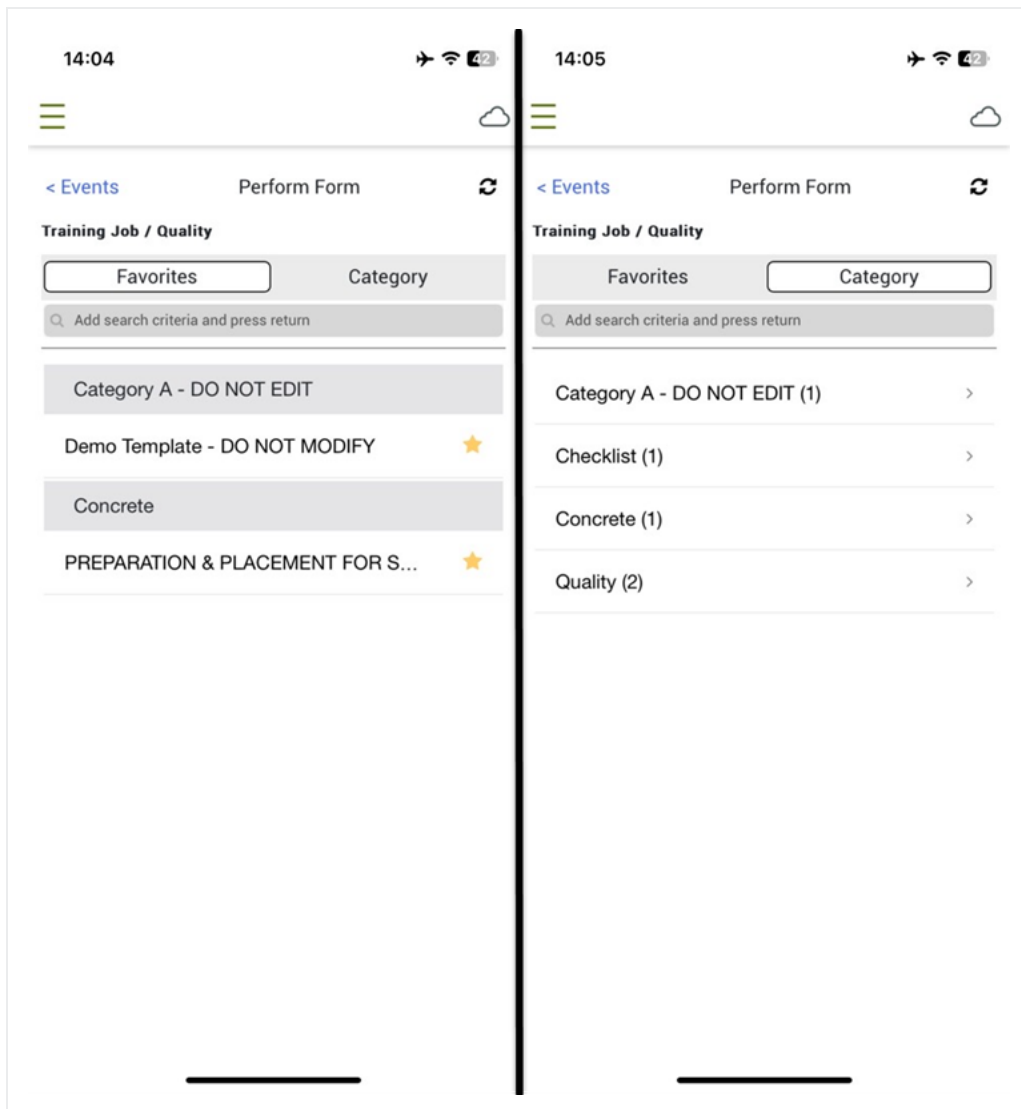 14:04
42
< Events
Perform Form
Training Job / Quality
Favorites
Category
Add search criteria and press return
Category A - DO NOT EDIT
Demo Template - DO NOT MODIFY
Concrete
PREPARATION & PLACEMENT FOR S...
14:05
42
< Events
Perform Form
Training Job / Quality
Favorites
Category
Add search criteria and press return
Category A - DO NOT EDIT (1)
Checklist (1)
Concrete (1)
Quality (2)